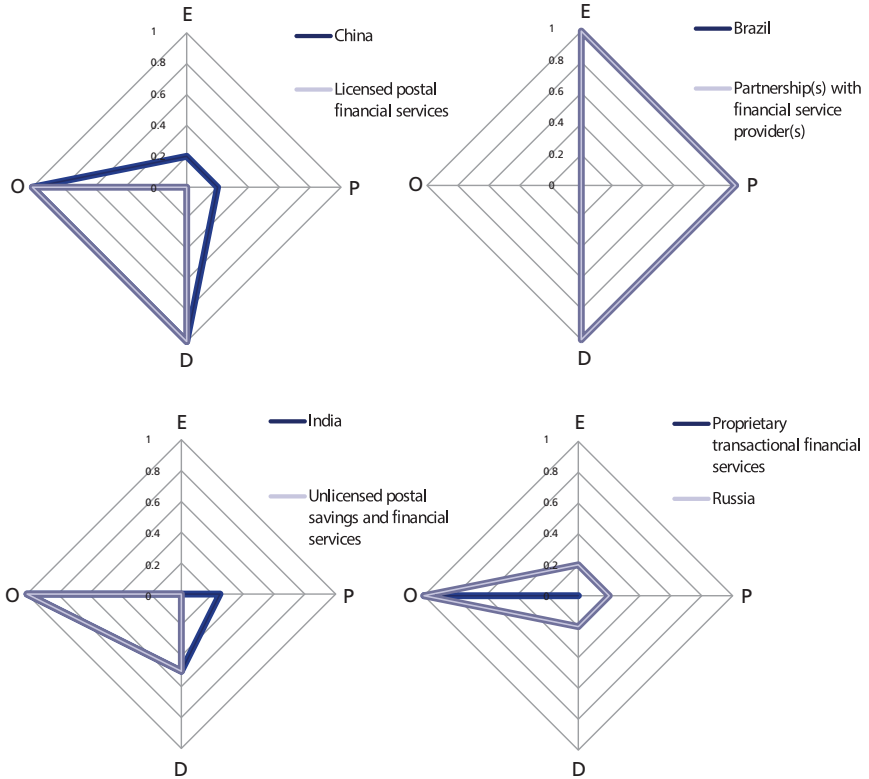 E
1
0.8
0.6
0.4
0.2
0
O
P
D
China
Licensed postal
financial services
E
1
0.8
0.6
0.4
0.2
0
O
P
D
Brazil
Partnership(s) with
financial service
provider(s)
E
1
0.8
0.6
0.4
0.2
0
O
P
D
India
Unlicensed postal
savings and financial
services
E
1
0.8
0.6
0.4
0.2
0
O
P
D
Proprietary
transactional financial
services
Russia